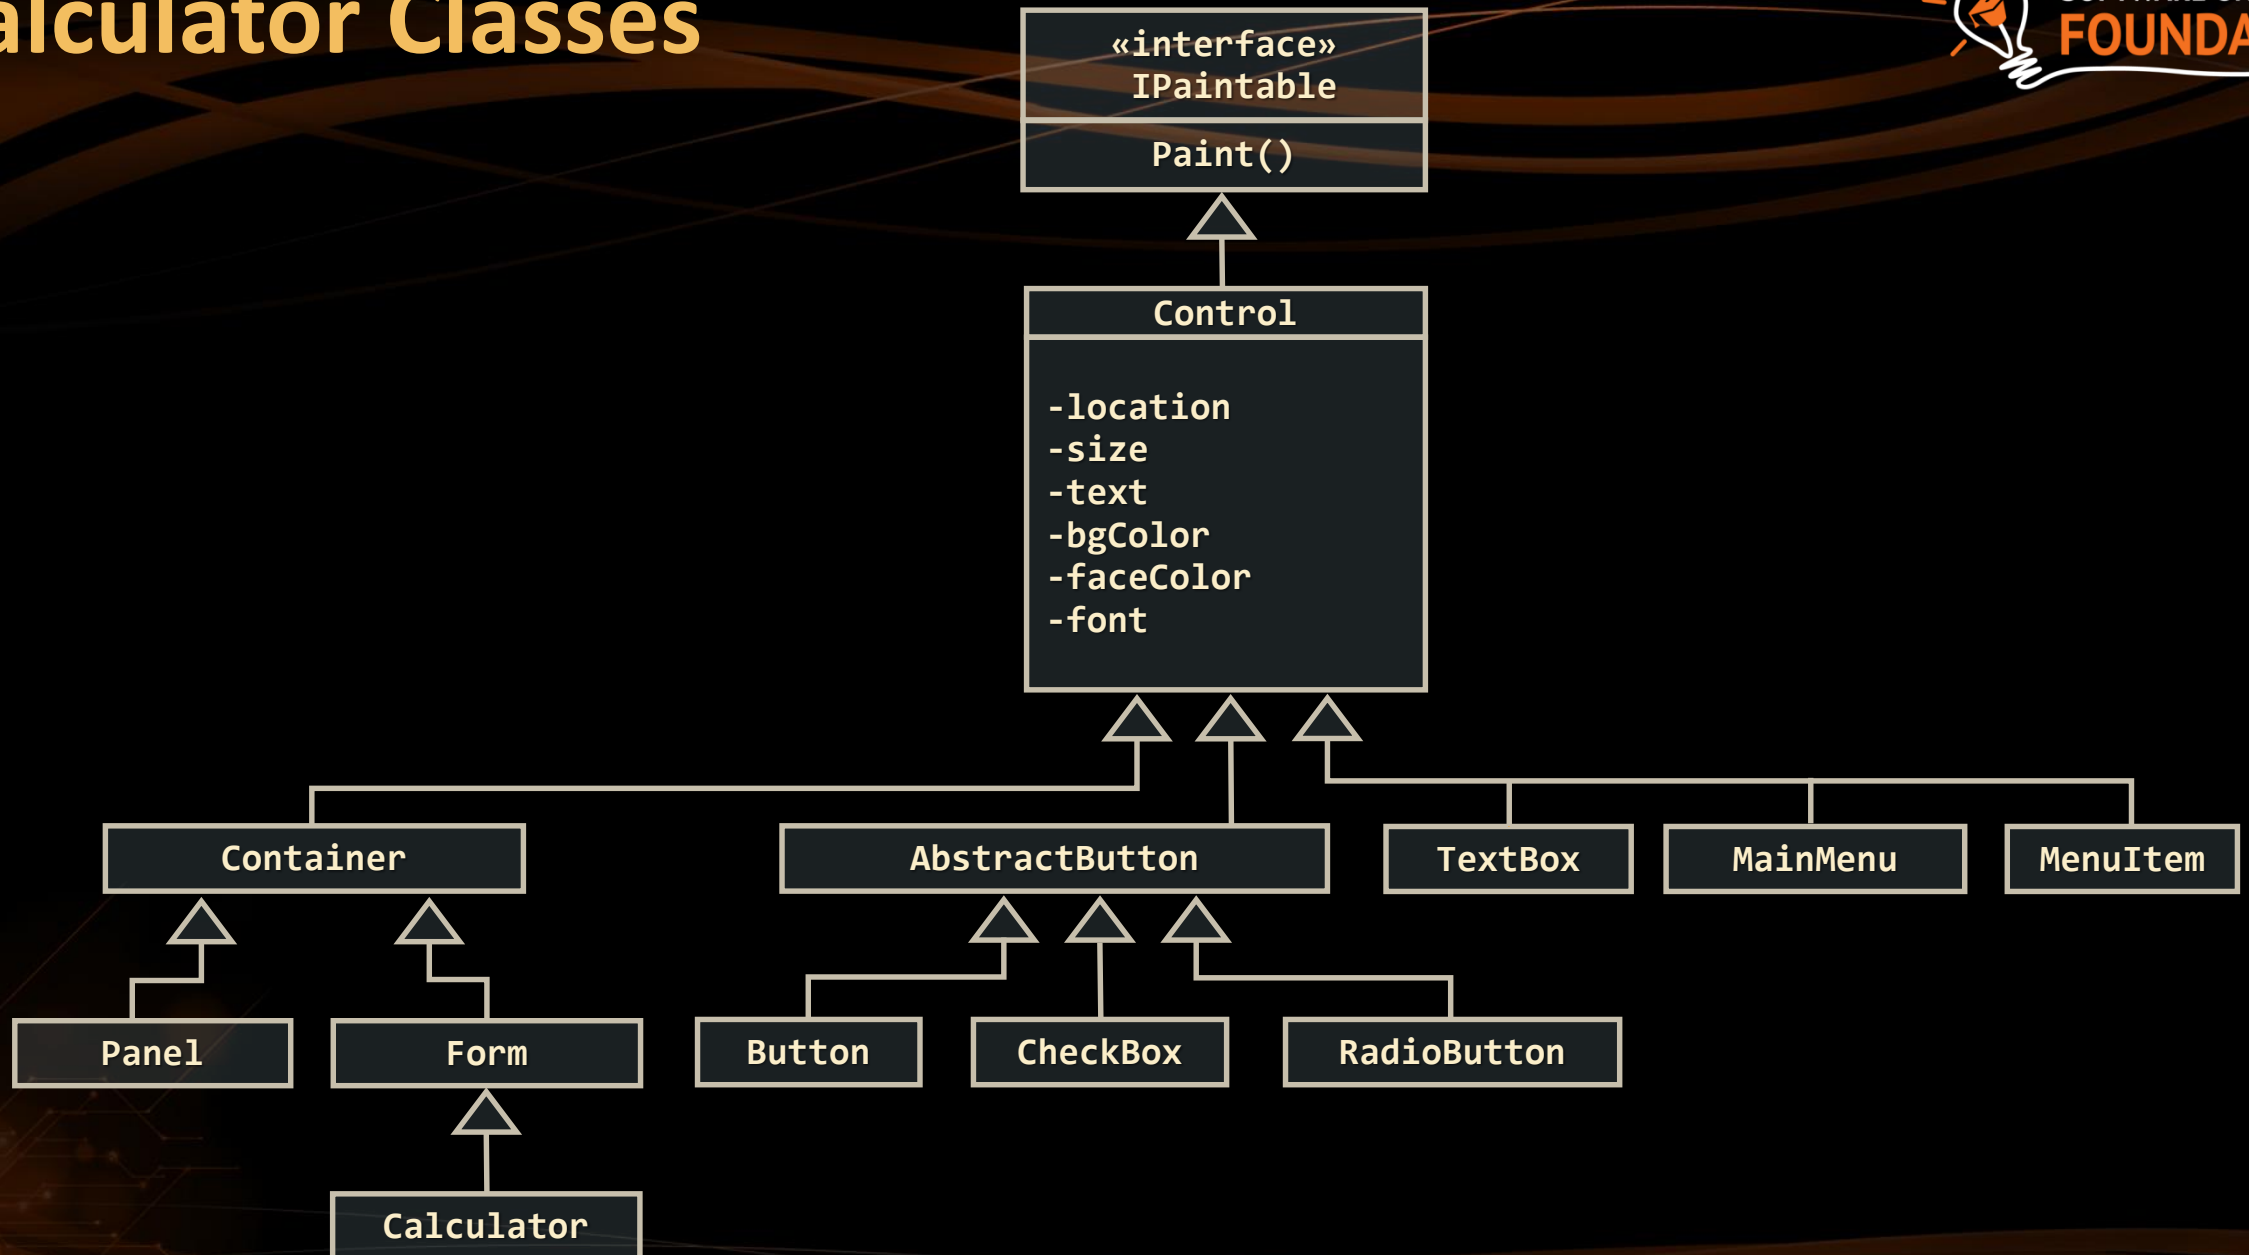 alculator Classes
FOUNDA
«interface»
IPaintable
Paint()
Control
-location
-size
-text
-bgColor
-faceColor
-font
Container
AbstractButton
TextBox
MainMenu
MenuItem
Panel
Form
Button
CheckBox
RadioButton
Calculator